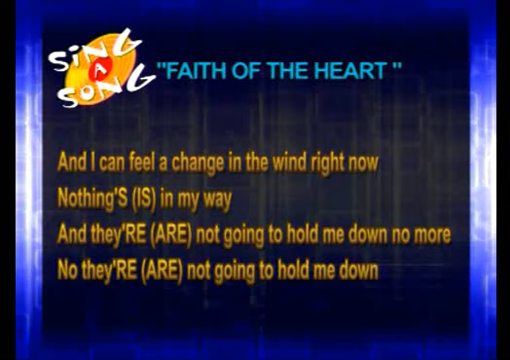 SiNG
A
SONG
"FAITH OF THE HEART "
And I can feel a change in the wind right now
Nothing'S (IS) in my way
And they'RE (ARE) not going to hold me down no more
No they'RE (ARE) not going to hold me down